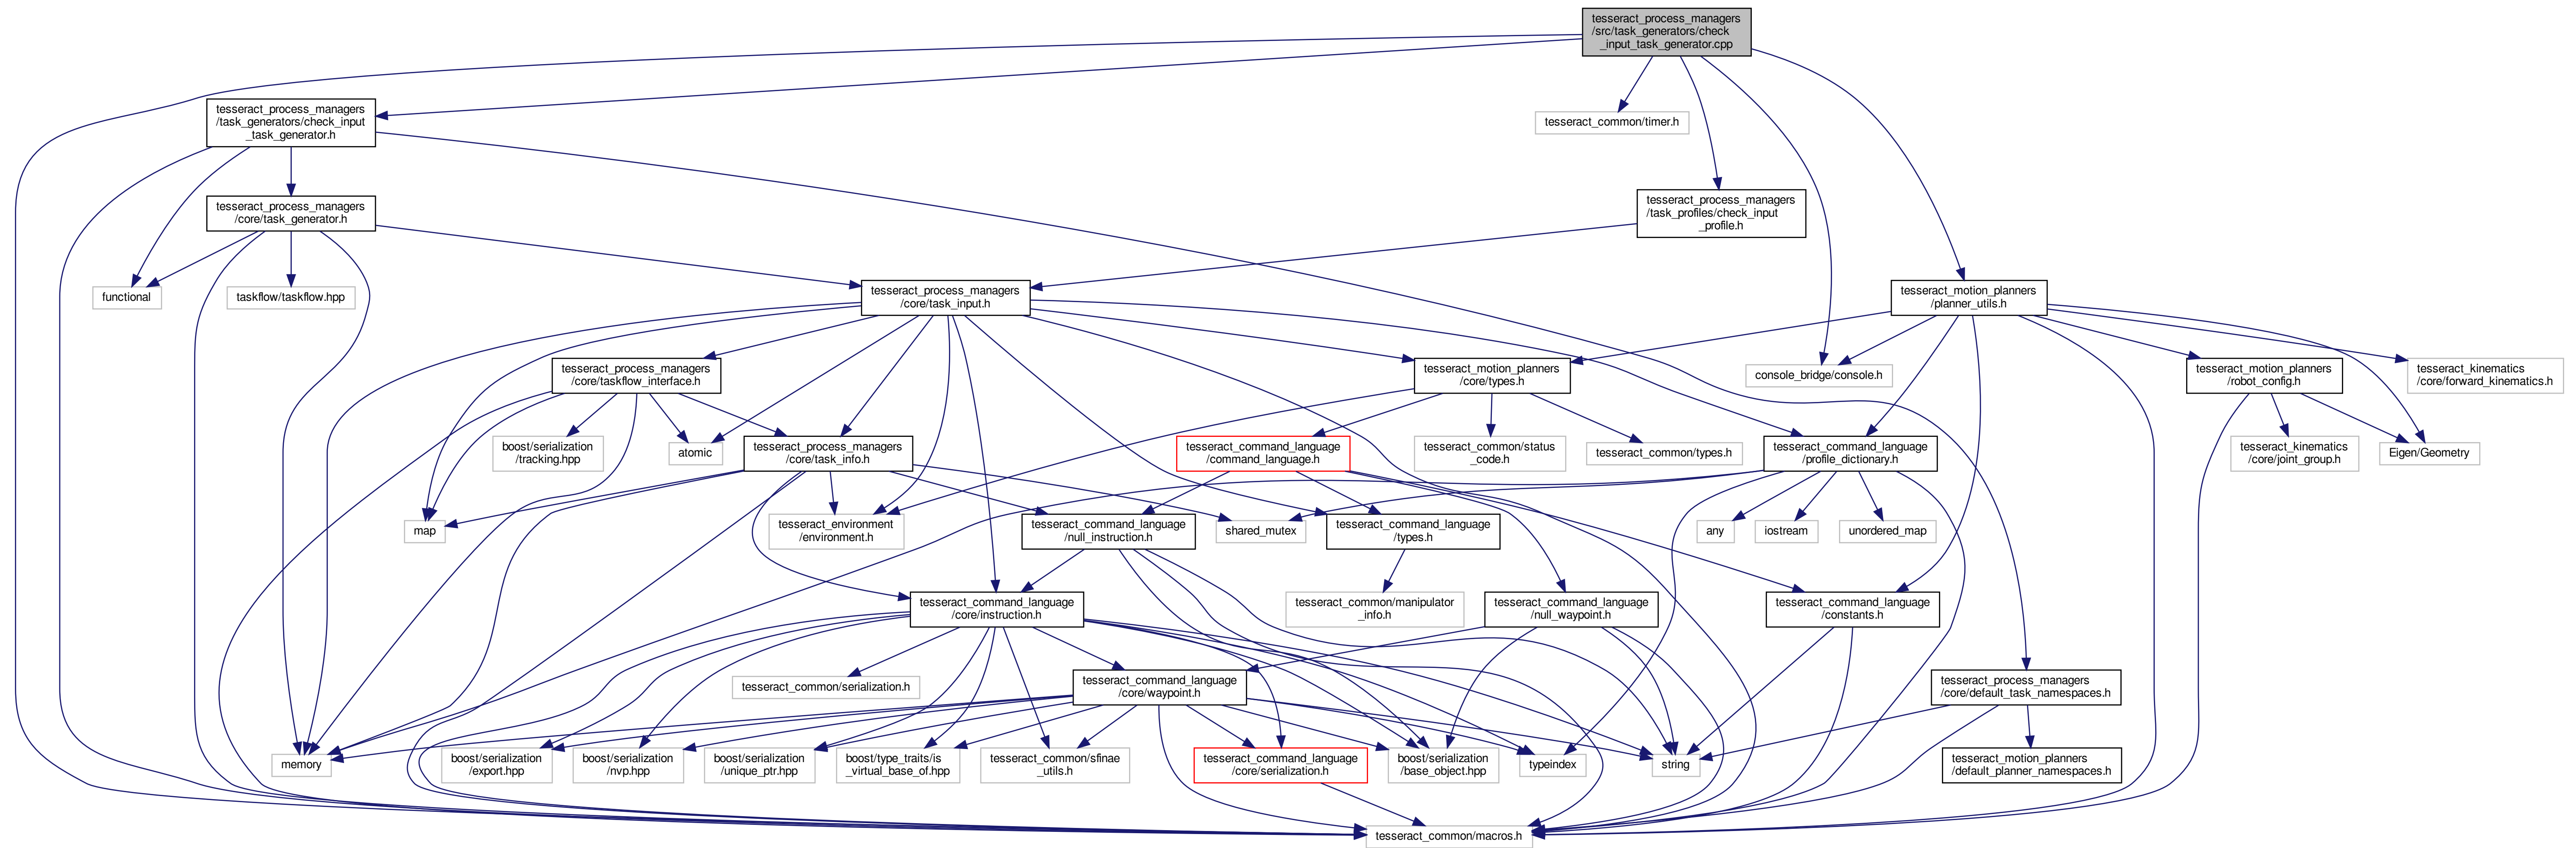 tesseract_process_managers
/src/task_generators/check
_input_task_generator.cpp
tesseract_process_managers
/task_generators/check_input
_task_generator.h
tesseract_common/timer.h
tesseract_process_managers
/core/task_generator.h
tesseract_process_managers
/task_profiles/check_input
_profile.h
functional
taskflow/taskflow.hpp
tesseract_process_managers
/core/task_input.h
tesseract_motion_planners
/planner_utils.h
tesseract_process_managers
/core/taskflow_interface.h
tesseract_motion_planners
/core/types.h
console_bridge/console.h
tesseract_motion_planners
/robot_config.h
tesseract_kinematics
/core/forward_kinematics.h
boost/serialization
/tracking.hpp
atomic
tesseract_process_managers
/core/task_info.h
tesseract_command_language
/command_language.h
tesseract_common/status
_code.h
tesseract_common/types.h
tesseract_command_language
/profile_dictionary.h
tesseract_kinematics
/core/joint_group.h
Eigen/Geometry
map
tesseract_environment
/environment.h
tesseract_command_language
/null_instruction.h
shared_mutex
tesseract_command_language
/types.h
any
iostream
unordered_map
tesseract_command_language
/core/instruction.h
tesseract_common/manipulator
_info.h
tesseract_command_language
/null_waypoint.h
tesseract_command_language
/constants.h
tesseract_common/serialization.h
tesseract_command_language
/core/waypoint.h
tesseract_process_managers
/core/default_task_namespaces.h
memory
boost/serialization
/export.hpp
boost/serialization
/nvp.hpp
boost/serialization
/unique_ptr.hpp
boost/type_traits/is
_virtual_base_of.hpp
tesseract_common/sfinae
_utils.h
tesseract_command_language
/core/serialization.h
boost/serialization
/base_object.hpp
typeindex
string
tesseract_motion_planners
/default_planner_namespaces.h
tesseract_common/macros.h